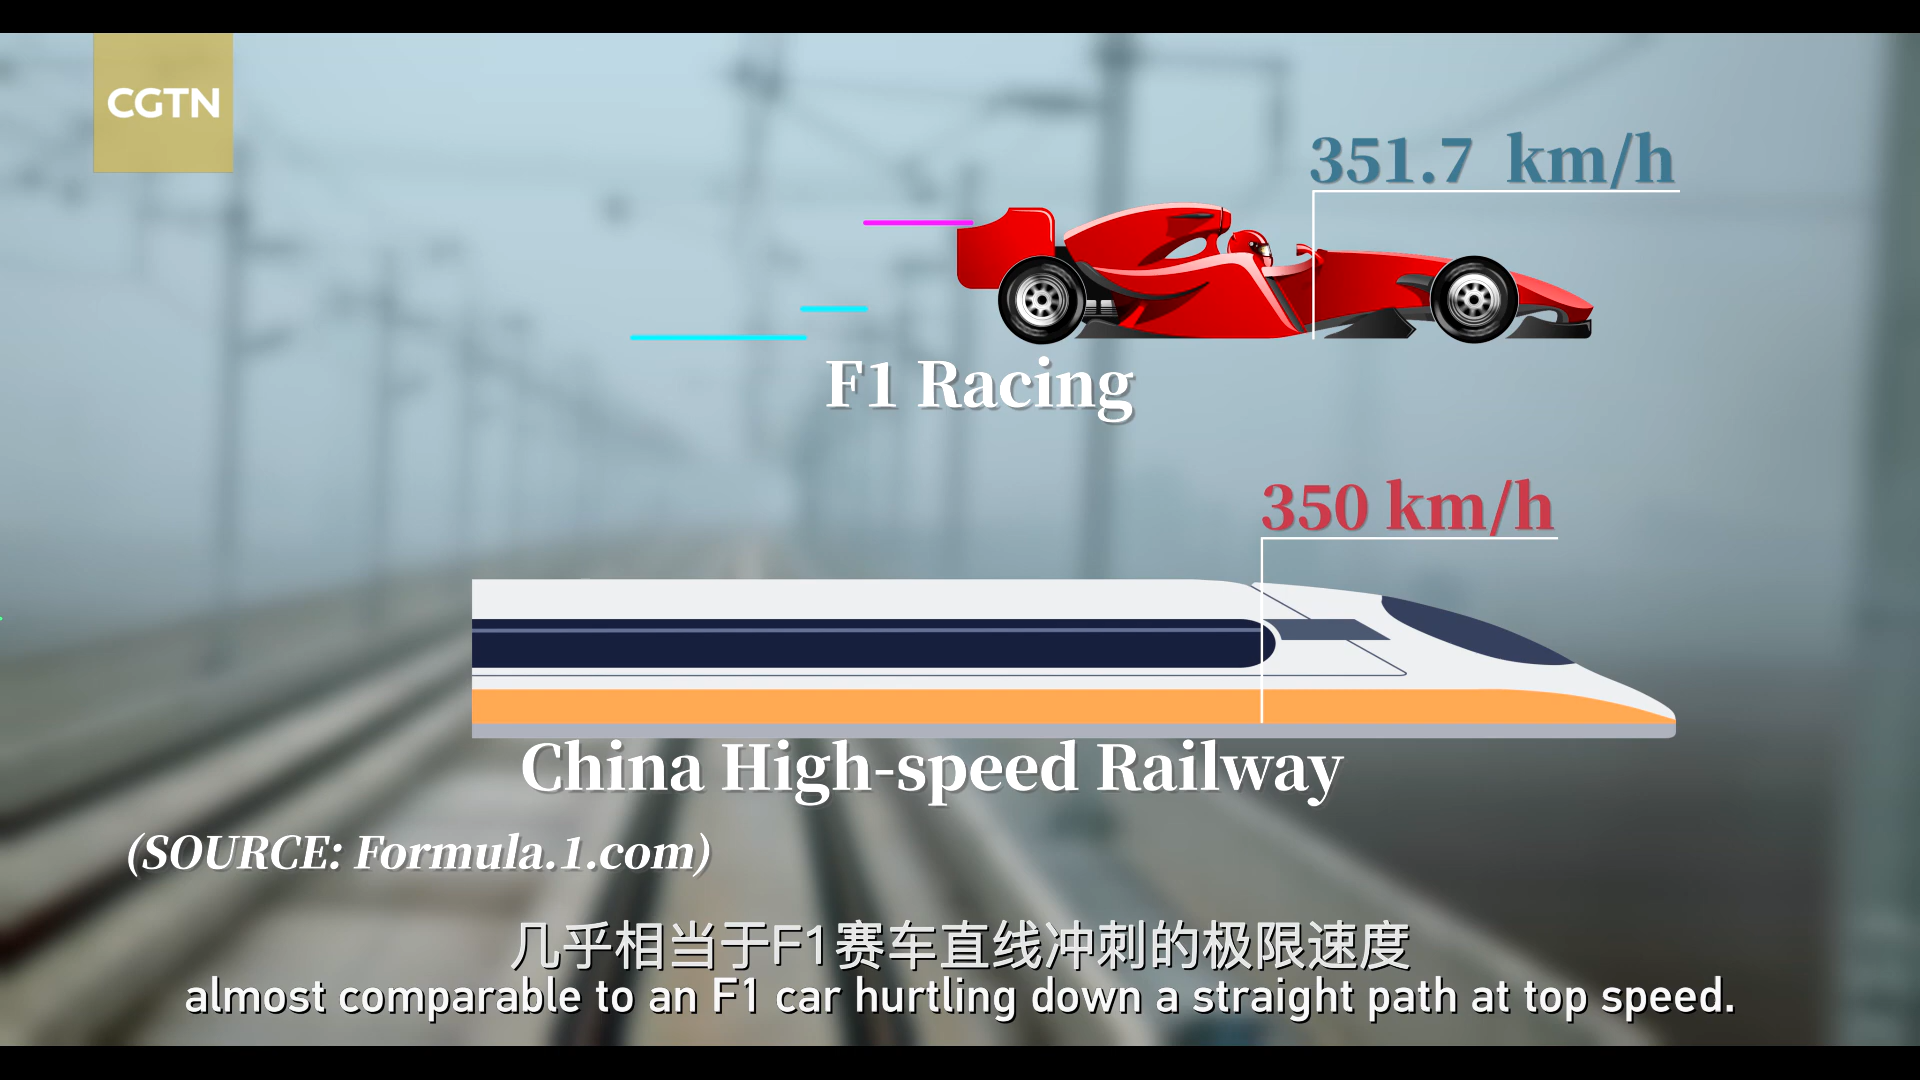 CGTN
351.7 km/h
F1 Racing
350 km/h
China High-speed Railway
(SOURCE: Formula.1.com)
几乎相当于F1赛车直线冲刺的极限速度
almost comparable to an F1 car hurtling down a straight path at top speed.